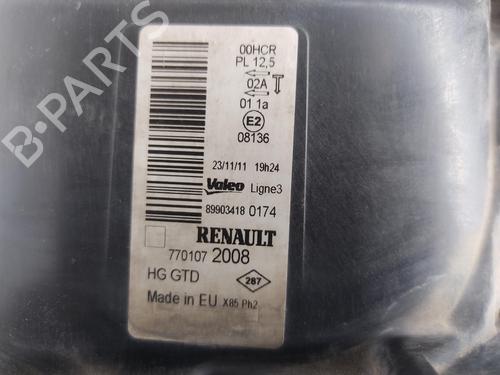 00HCR
PL 12,5
02A
01 1a
E2
08136
23/11/11 19h24
Valeo Ligne3
89903418 0174
RENAULT
770107 2008
HG GTD
287
Made in EU X85 Ph2
B-PARTS